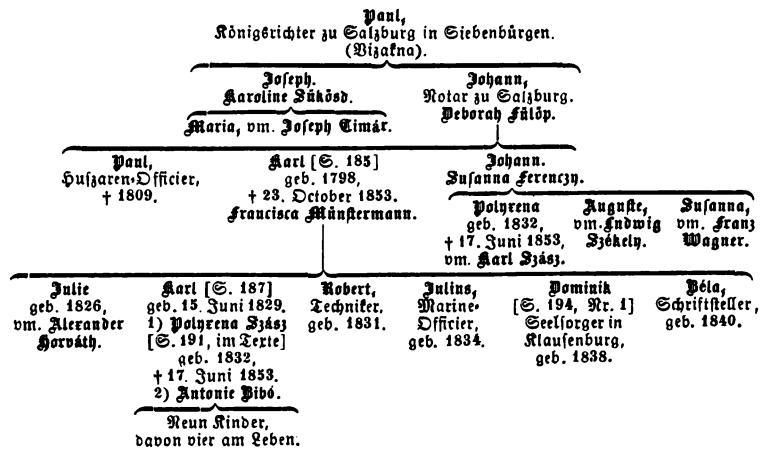 Paul,
Königsrichter zu Salzburg in Siebenbürgen.
(Vizakna).
Joseph.
Karoline Sükösd.
Maria, vm. Joseph Timár.
Johann,
Notar zu Salzburg.
Deborah Fülöp.
Paul,
Huszaren-Officier,
† 1809.
Karl [S. 185]
geb. 1798,
† 23. October 1853.
Francisca Münstermann.
Johann.
Susanna Ferenczy.
Polyxena
geb. 1832,
† 17. Juni 1853,
vm. Karl Szász.
Auguste,
vm. Ludwig
Székely.
Susanna,
vm. Franz
Wagner.
Julie
geb. 1826,
vm. Alexander
Horváth.
Karl [S. 187]
geb. 15. Juni 1829.
1) Polyxena Szász
[S. 191, im Texte]
geb. 1832,
† 17. Juni 1853.
2) Antonie Bibó.
Neun Kinder,
davon vier am Leben.
Robert,
Techniker,
geb. 1831.
Julius,
Marine-
Officier,
geb. 1834.
Dominik
[S. 194, Nr. 1]
Seelsorger in
Klausenburg,
geb. 1838.
Béla,
Schriftsteller,
geb. 1840.